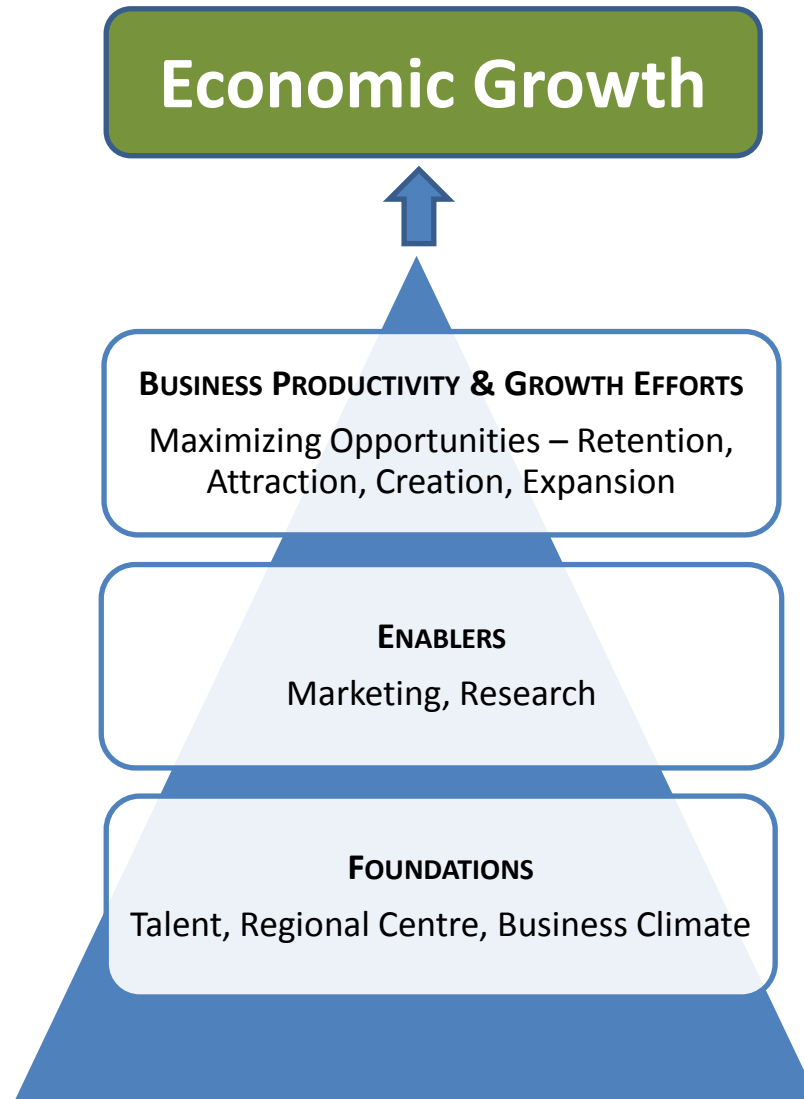 Economic Growth
BUSINESS PRODUCTIVITY & GROWTH EFFORTS
Maximizing Opportunities – Retention,
Attraction, Creation, Expansion
ENABLERS
Marketing, Research
FOUNDATIONS
Talent, Regional Centre, Business Climate